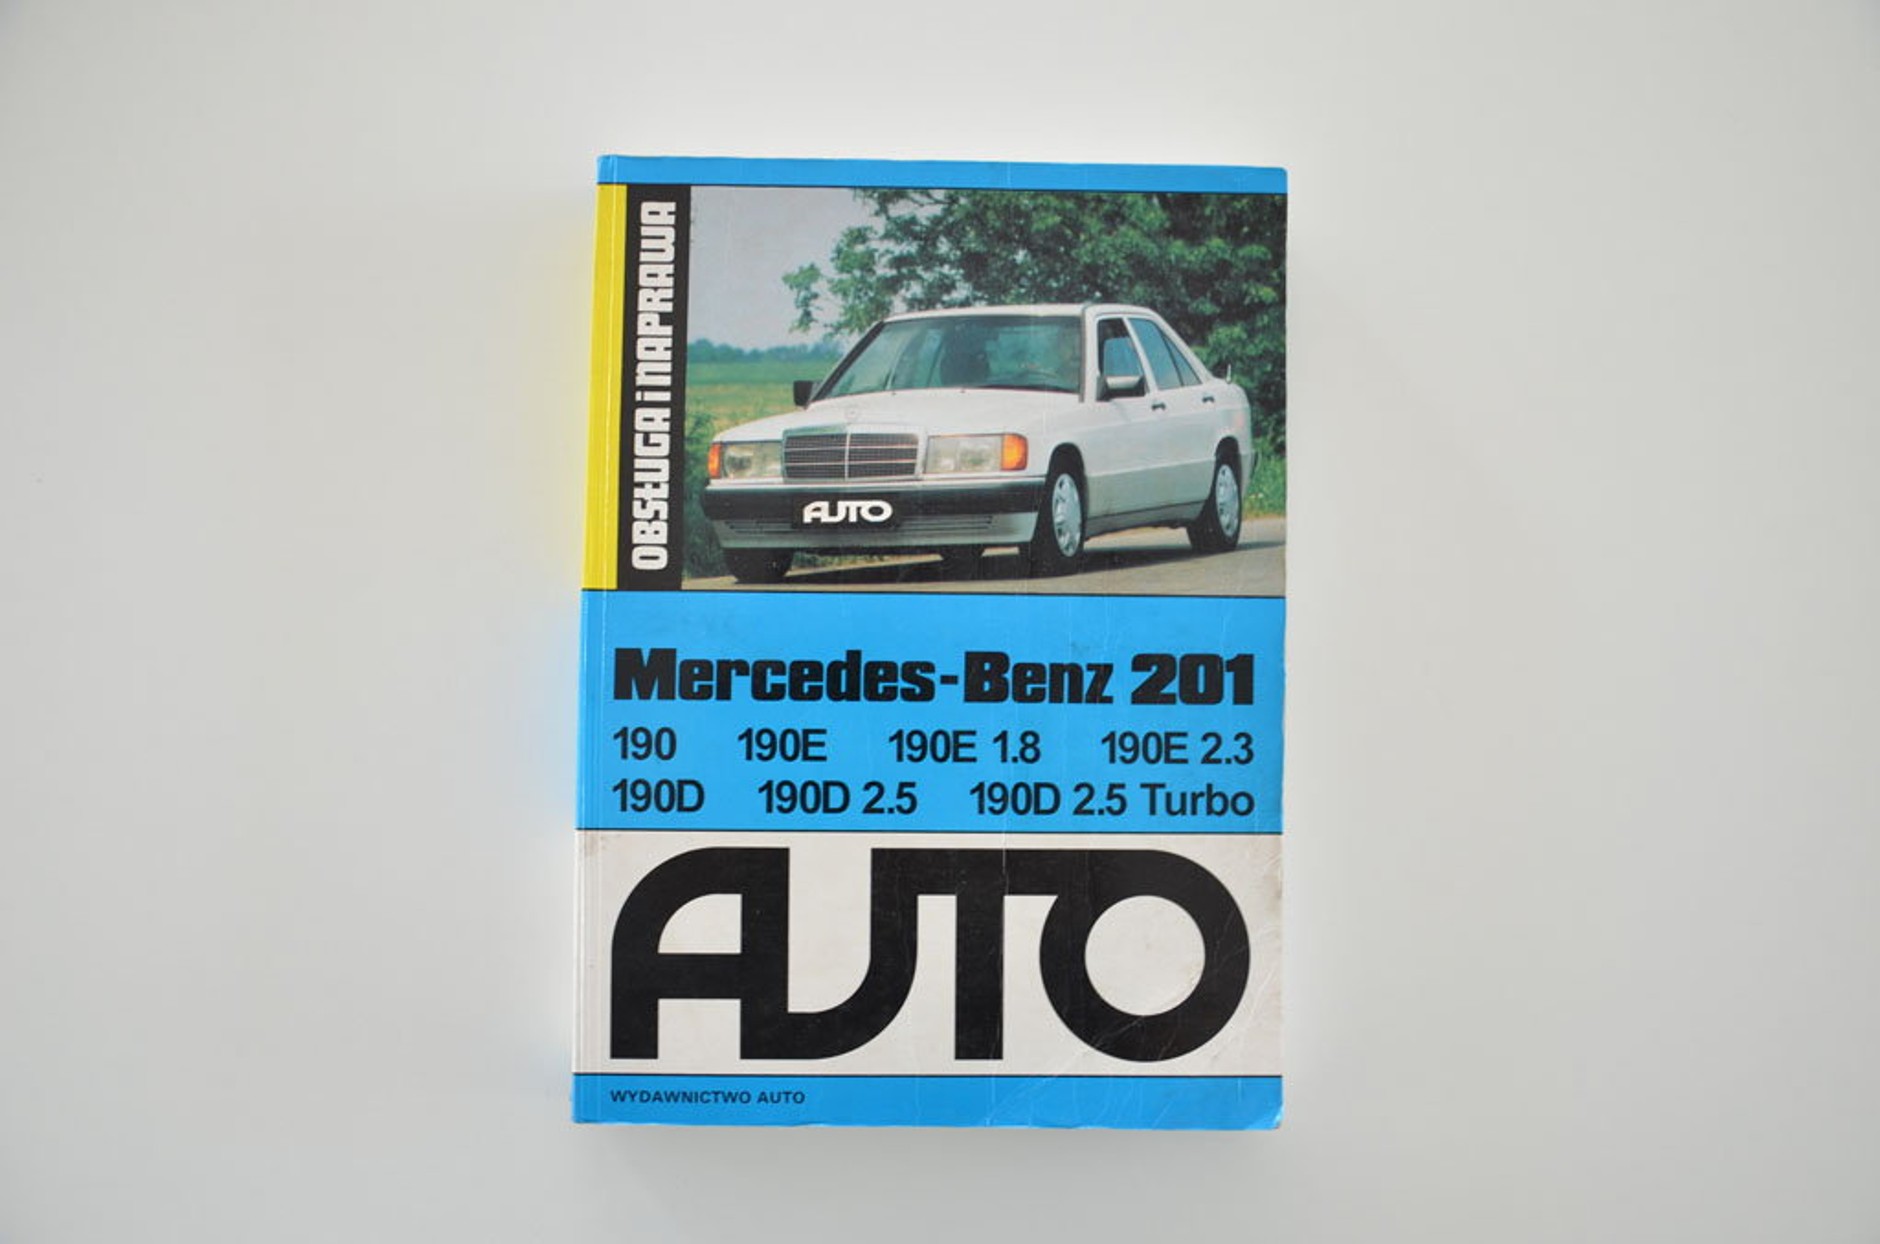 OBSŁUGA i NAPRAWA
AUTO
Mercedes-Benz 201
190 190E 190E 1.8 190E 2.3
190D 190D 2.5 190D 2.5 Turbo
AUTO
WYDAWNICTWO AUTO